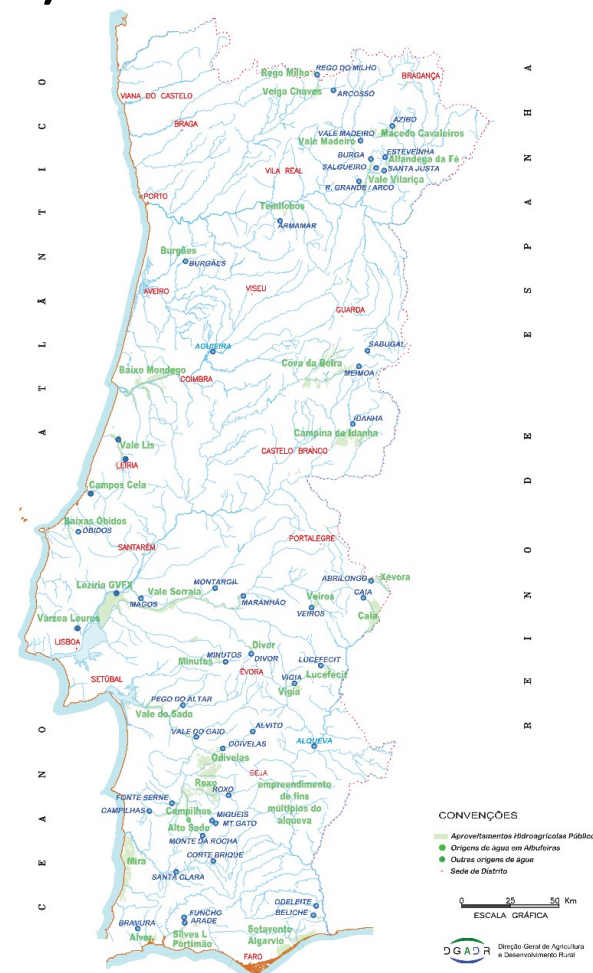 REGO DO MILHO
Rego Milho
BRAGANÇA
Veiga Chaves
ARCOSSO
VIANA DO CASTELO
AZIBO
BRAGA
VALE MADEIRO
Macedo Cavaleiros
Vale Madeiro
ESTEVEINHA
BURGA
Alfandega da Fé
SALGUEIRO
SANTA JUSTA
VILA REAL
Vale Vilariça
R. GRANDE / ARCO
PORTO
Temilobos
ARMAMAR
Burgães
BURGÃES
AVEIRO
VISEU
GUARDA
AGUIEIRA
SABUGAL
Cova da Beira
MEIMOA
Baixo Mondego
COIMBRA
IDANHA
Campina de Idanha
Vale Lis
CASTELO BRANCO
LEIRIA
Campos Cela
Baixas Óbidos
ÓBIDOS
SANTARÉM
PORTALEGRE
ABRILONGO
Xévora
MONTARGIL
Lezíria GVFX
Vale Sorraia
MAGOS
MARANHÃO
Veiros
VEIROS
CAIA
Caia
Várzea Loures
LISBOA
Divor
MINUTOS
DIVOR
Minutos
LUCEFECIT
ÉVORA
Lucefecit
SETÚBAL
VIGIA
Vigia
PEGO DO ALTAR
Vale do Sado
VALE DO GAIO
ALVITO
ODIVELAS
ALQUEVA
Odivelas
BEJA
Roxo
ROXO
empreendimento
de fins
múltiplos do
alqueva
FONTE SERNE
CAMPILHAS
Campilhas
MIGUEIS
MT GATO
Alto Sado
MONTE DA ROCHA
CORTE BRIQUE
Mira
SANTA CLARA
ODELEITE
BELICHE
FUNCHO
ARADE
BRAVURA
Alvor
Silves L
Portimão
Sotavento
Algarvio
FARO
OCEANO ATLÂNTICO
REINO DE ESPANHA
CONVENÇÕES
Aproveitamentos Hidroagrícolas Públicos
Origens de água em Albufeiras
Outras origens de água
Sede de Distrito
0 25 50 Km
ESCALA GRÁFICA
DGADR
Direção-Geral de Agricultura
e Desenvolvimento Rural